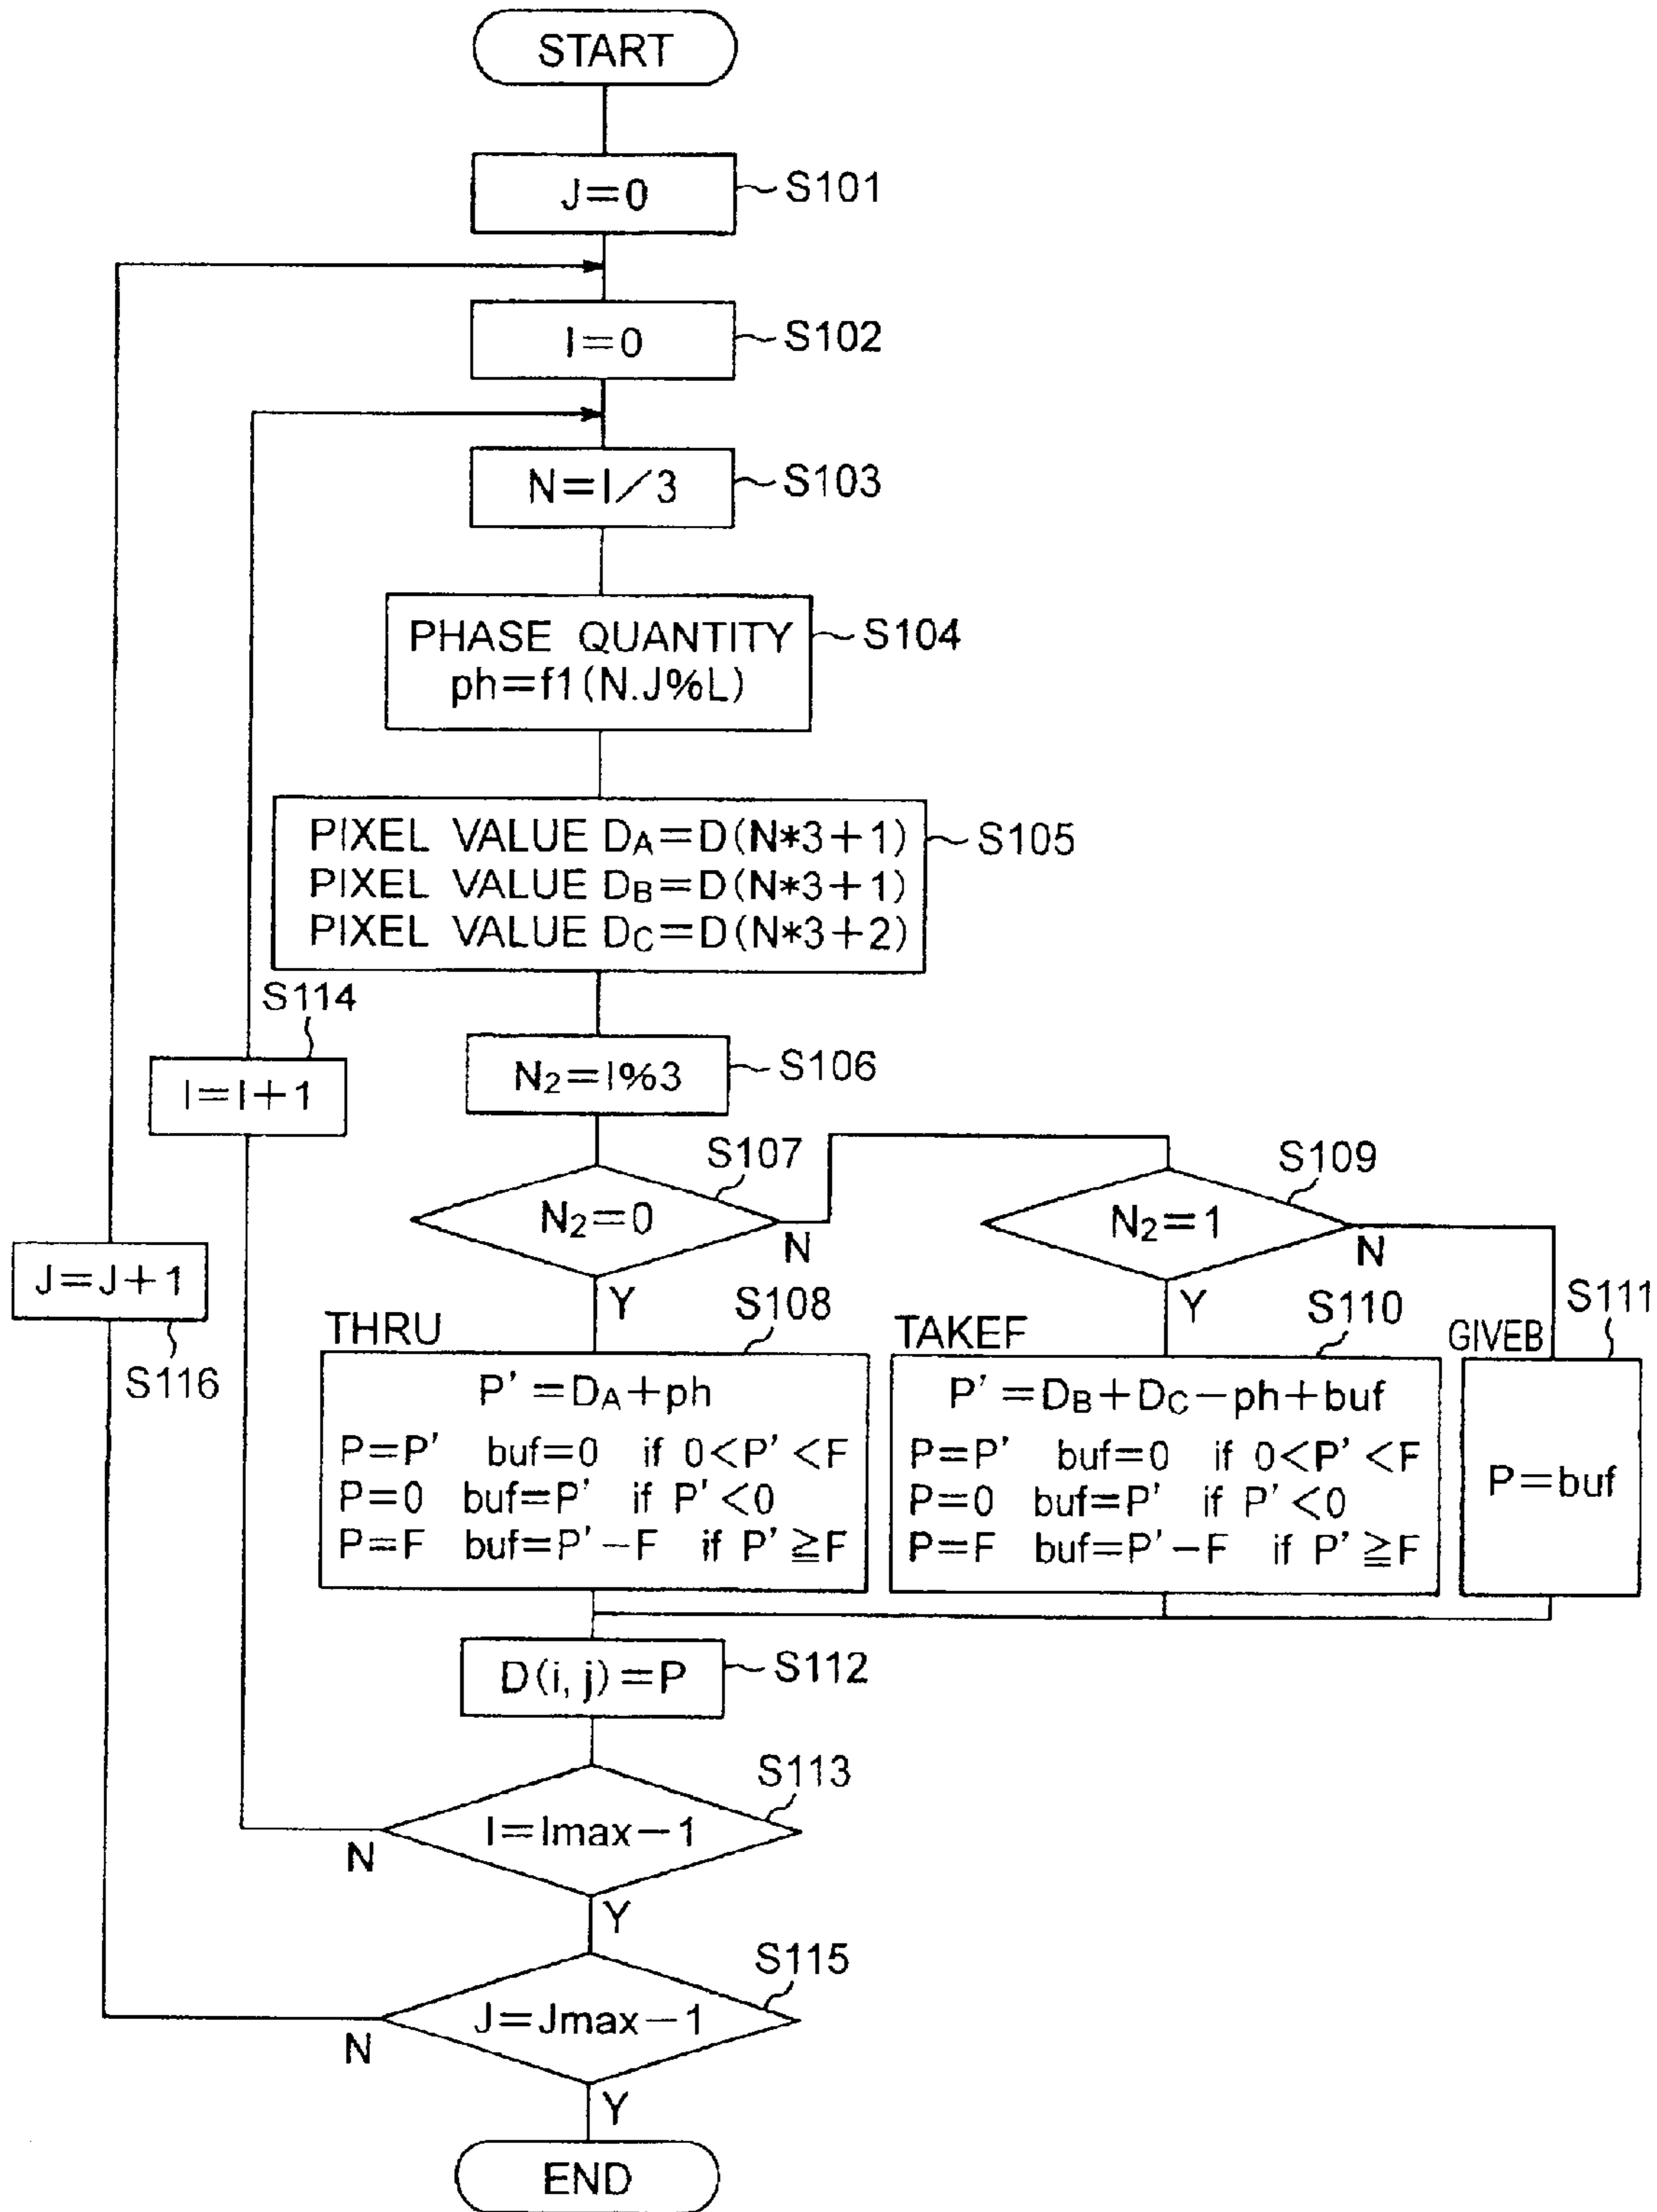 START
J=0
S101
I=0
S102
N=I/3
S103
PHASE QUANTITY
ph=f1(N.J%L)
S104
PIXEL VALUE DA=D(N*3+1)
PIXEL VALUE DB=D(N*3+1)
PIXEL VALUE DC=D(N*3+2)
S105
S114
I=I+1
N2=I%3
S106
S107
N2=0
N
Y
S109
N2=1
N
Y
J=J+1
S116
THRU
S108
P'=DA+ph
P=P' buf=0 if 0<P'<F
P=0 buf=P' if P'<0
P=F buf=P'-F if P'≧F
TAKEF
S110
P'=DB+DC-ph+buf
P=P' buf=0 if 0<P'<F
P=0 buf=P' if P'<0
P=F buf=P'-F if P'≧F
GIVEB
S111
P=buf
D(i,j)=P
S112
S113
I=Imax-1
N
Y
S115
J=Jmax-1
N
Y
END